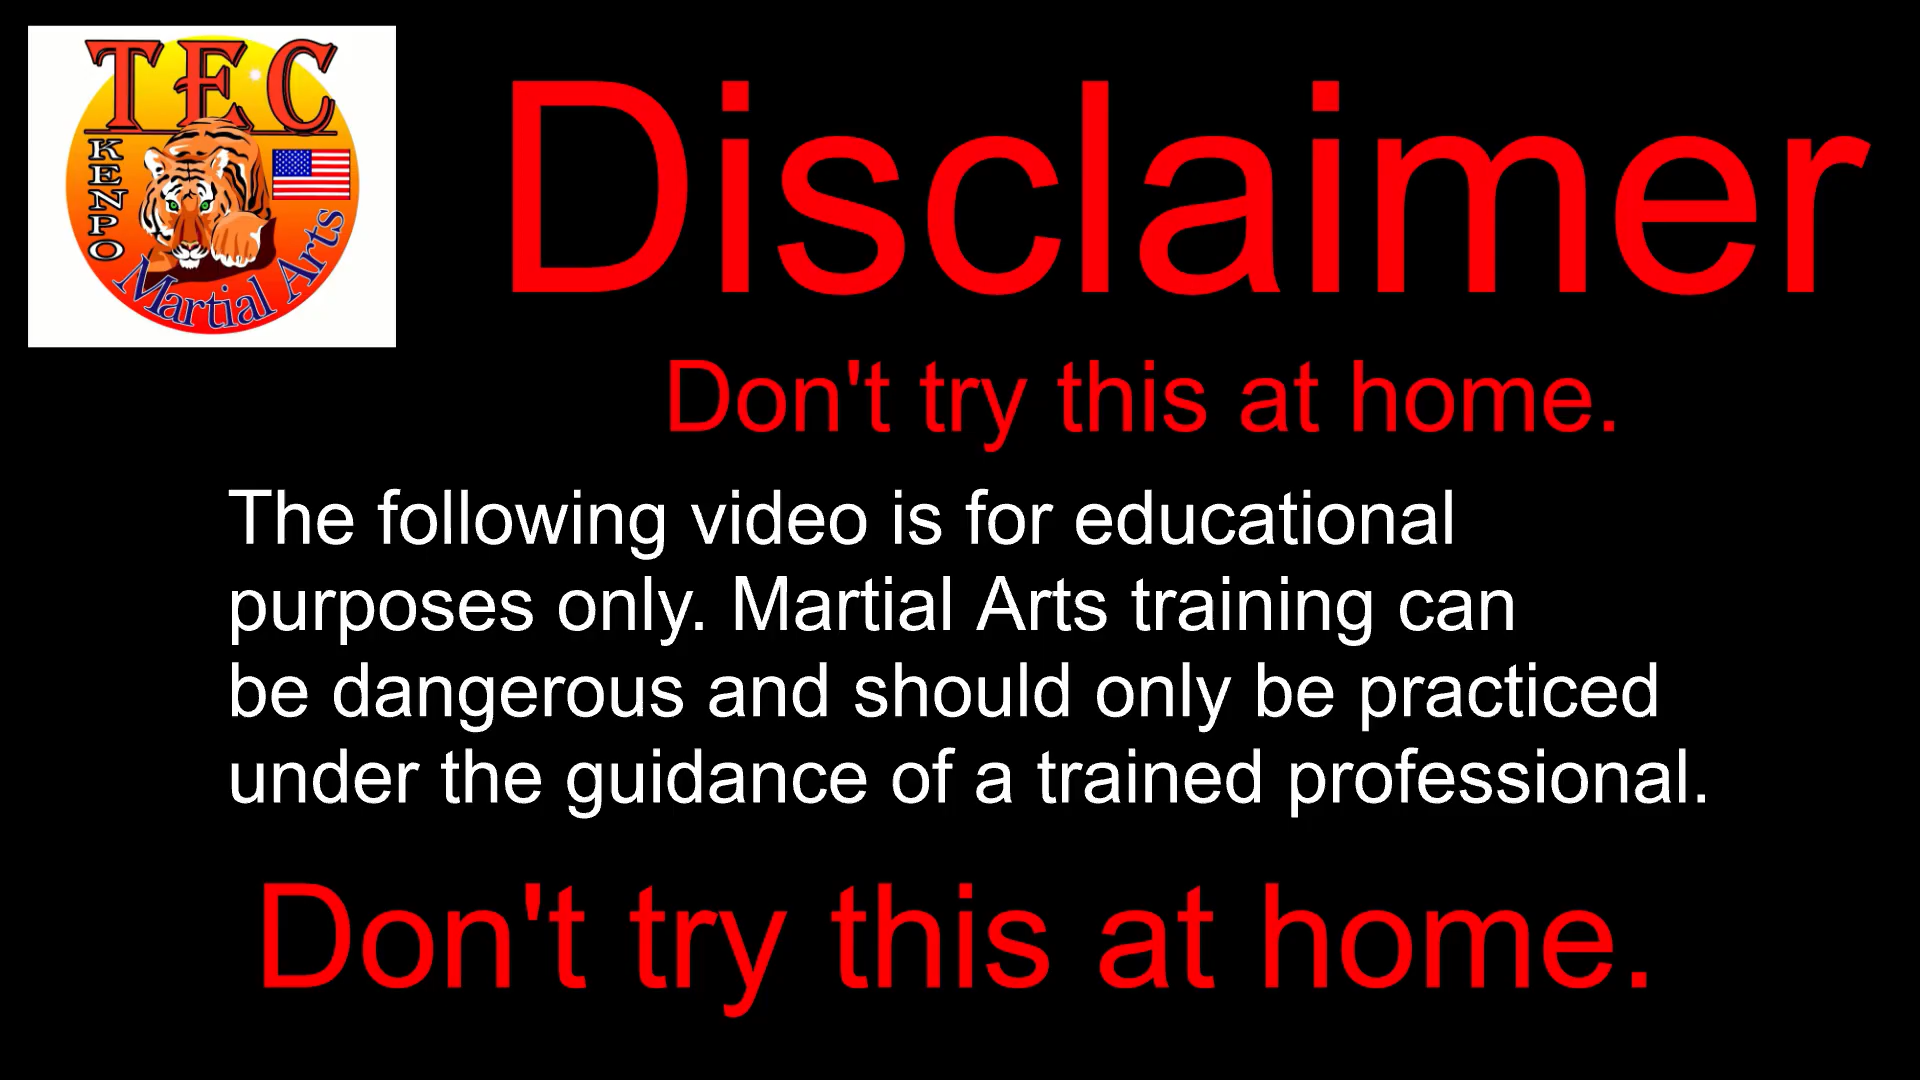 TEC
KENPO
Martial Arts
Disclaimer
Don't try this at home.
The following video is for educational
purposes only. Martial Arts training can
be dangerous and should only be practiced
under the guidance of a trained professional.
Don't try this at home.